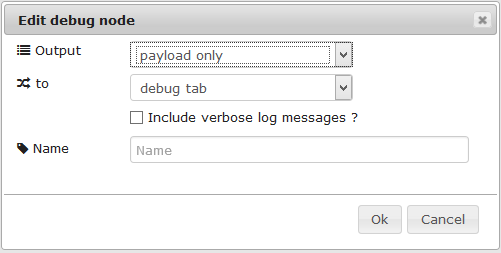 Edit debug node
Output payload only
to debug tab
Include verbose log messages ?
Name Name
Ok Cancel